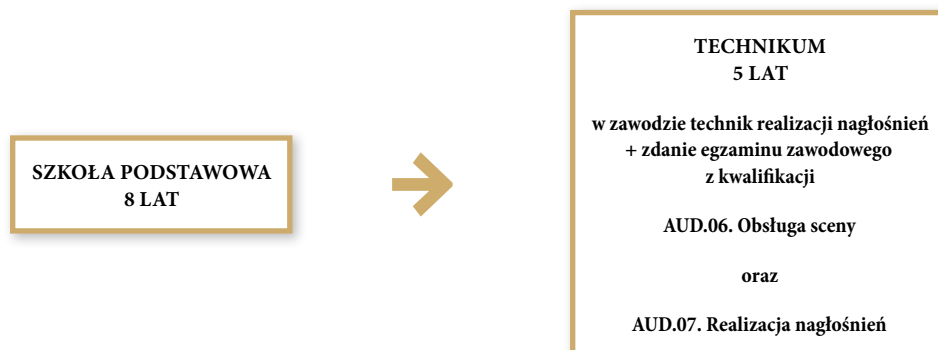 SZKOŁA PODSTAWOWA
8 LAT
TECHNIKUM
5 LAT
w zawodzie technik realizacji nagłośnień
+ zdanie egzaminu zawodowego
z kwalifikacji
AUD.06. Obsługa sceny
oraz
AUD.07. Realizacja nagłośnień